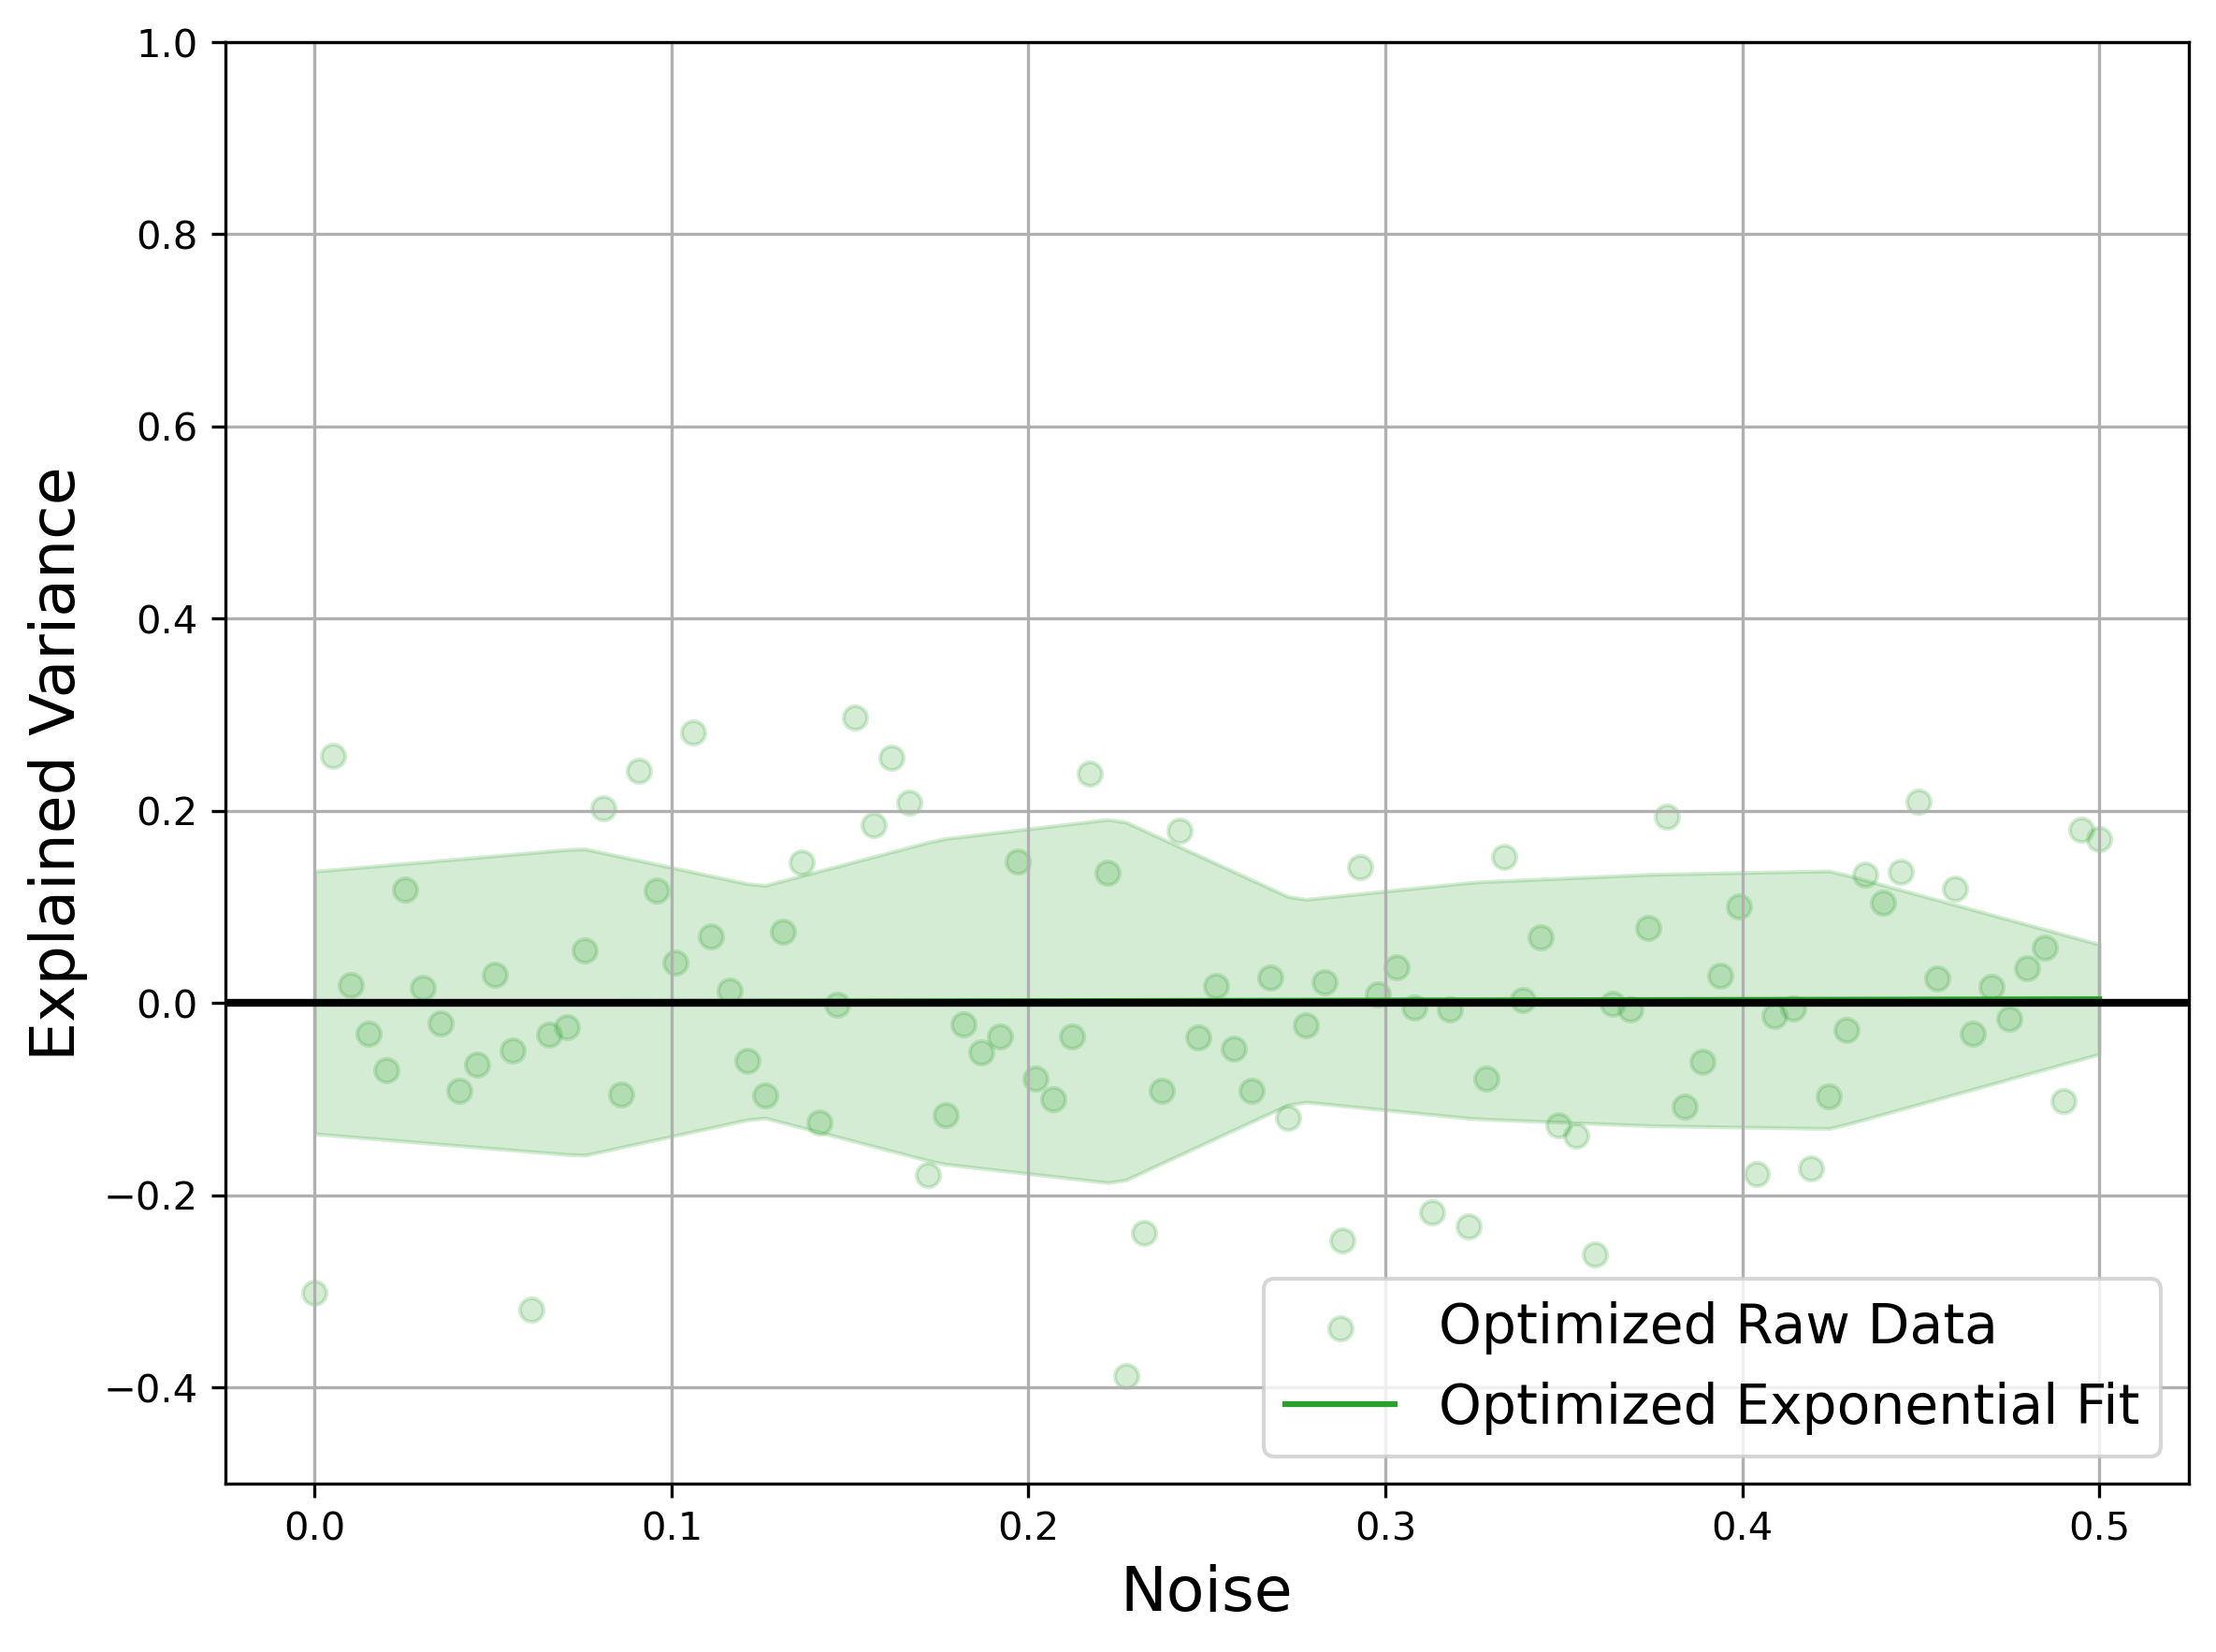 1.0
0.8
0.6
0.4
0.2
0.0
−0.2
−0.4
Explained Variance
0.0 0.1 0.2 0.3 0.4 0.5
Noise
Optimized Raw Data
Optimized Exponential Fit